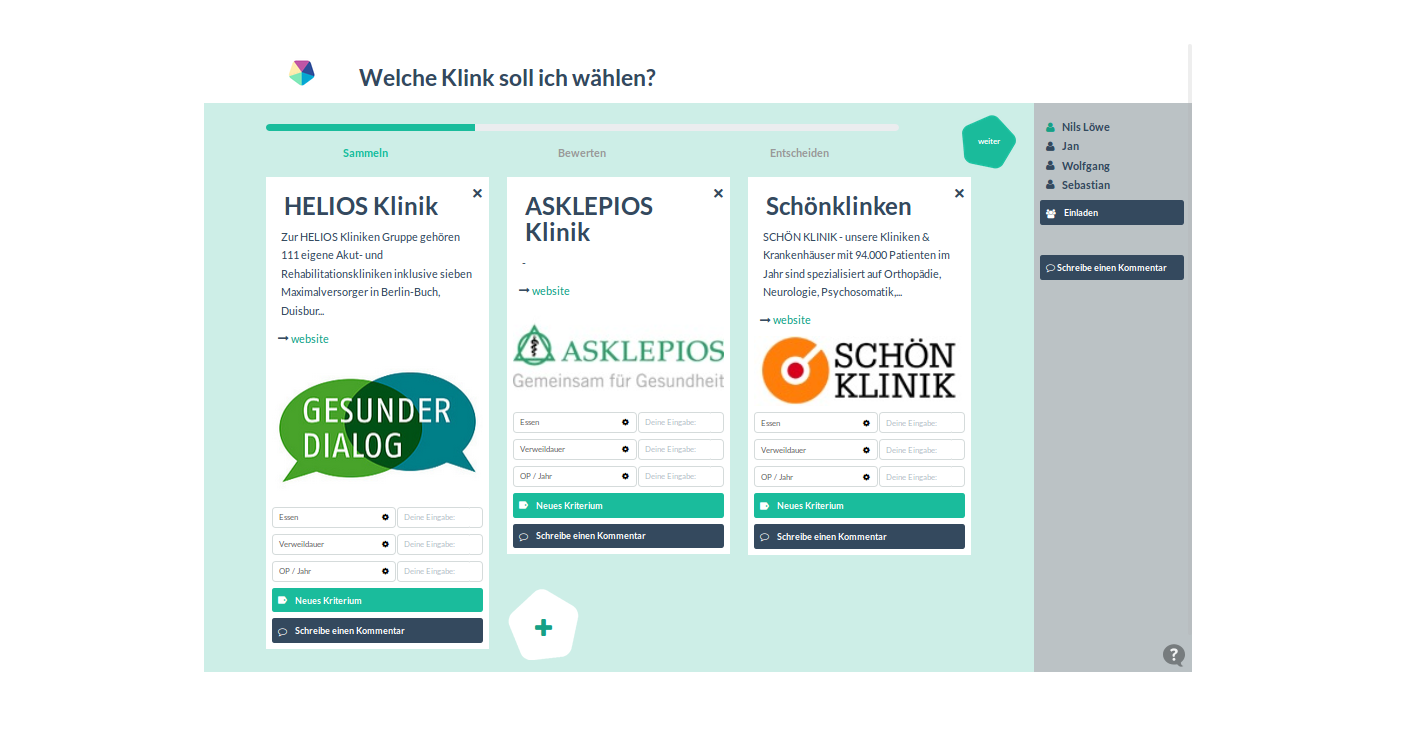 Welche Klink soll ich wählen?
Sammeln
Bewerten
Entscheiden
weiter
HELIOS Klinik
Zur HELIOS Kliniken Gruppe gehören
111 eigene Akut- und
Rehabilitationskliniken inklusive sieben
Maximalversorger in Berlin-Buch,
Duisbur...
website
GESUNDER
DIALOG
Essen
Deine Eingabe:
Verweildauer
Deine Eingabe:
OP / Jahr
Deine Eingabe:
Neues Kriterium
Schreibe einen Kommentar
ASKLEPIOS
Klinik
-
website
ASKLEPIOS
Gemeinsam für Gesundheit
Essen
Deine Eingabe:
Verweildauer
Deine Eingabe:
OP / Jahr
Deine Eingabe:
Neues Kriterium
Schreibe einen Kommentar
Schönklinken
SCHÖN KLINIK - unsere Kliniken &
Krankenhäuser mit 94.000 Patienten im
Jahr sind spezialisiert auf Orthopädie,
Neurologie, Psychosomatik,...
website
SCHÖN
KLINIK
Essen
Deine Eingabe:
Verweildauer
Deine Eingabe:
OP / Jahr
Deine Eingabe:
Neues Kriterium
Schreibe einen Kommentar
Nils Löwe
Jan
Wolfgang
Sebastian
Einladen
Schreibe einen Kommentar
?